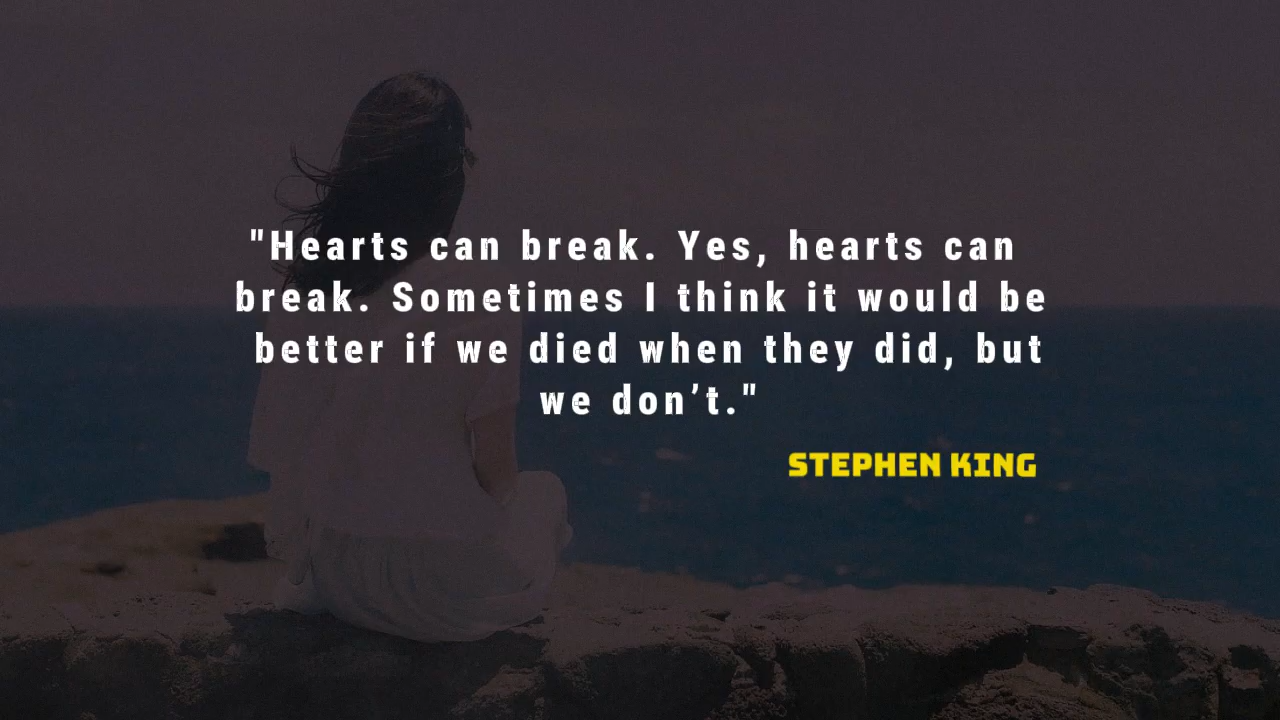 "Hearts can break. Yes, hearts can
break. Sometimes I think it would be
better if we died when they did, but
we don’t."
STEPHEN KING